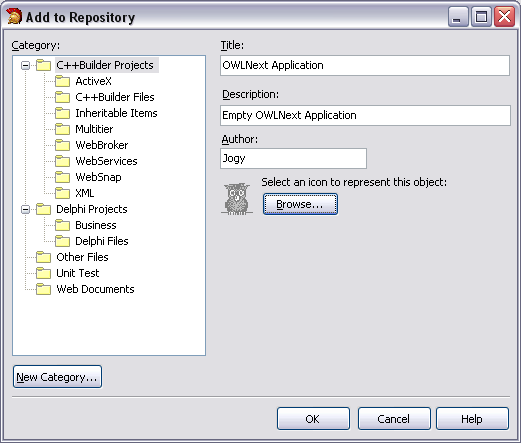 Add to Repository
Category:
C++Builder Projects
ActiveX
C++Builder Files
Inheritable Items
Multitier
WebBroker
WebServices
WebSnap
XML
Delphi Projects
Business
Delphi Files
Other Files
Unit Test
Web Documents
New Category...
Title:
OWLNext Application
Description:
Empty OWLNext Application
Author:
Jogy
Select an icon to represent this object:
Browse...
OK
Cancel
Help